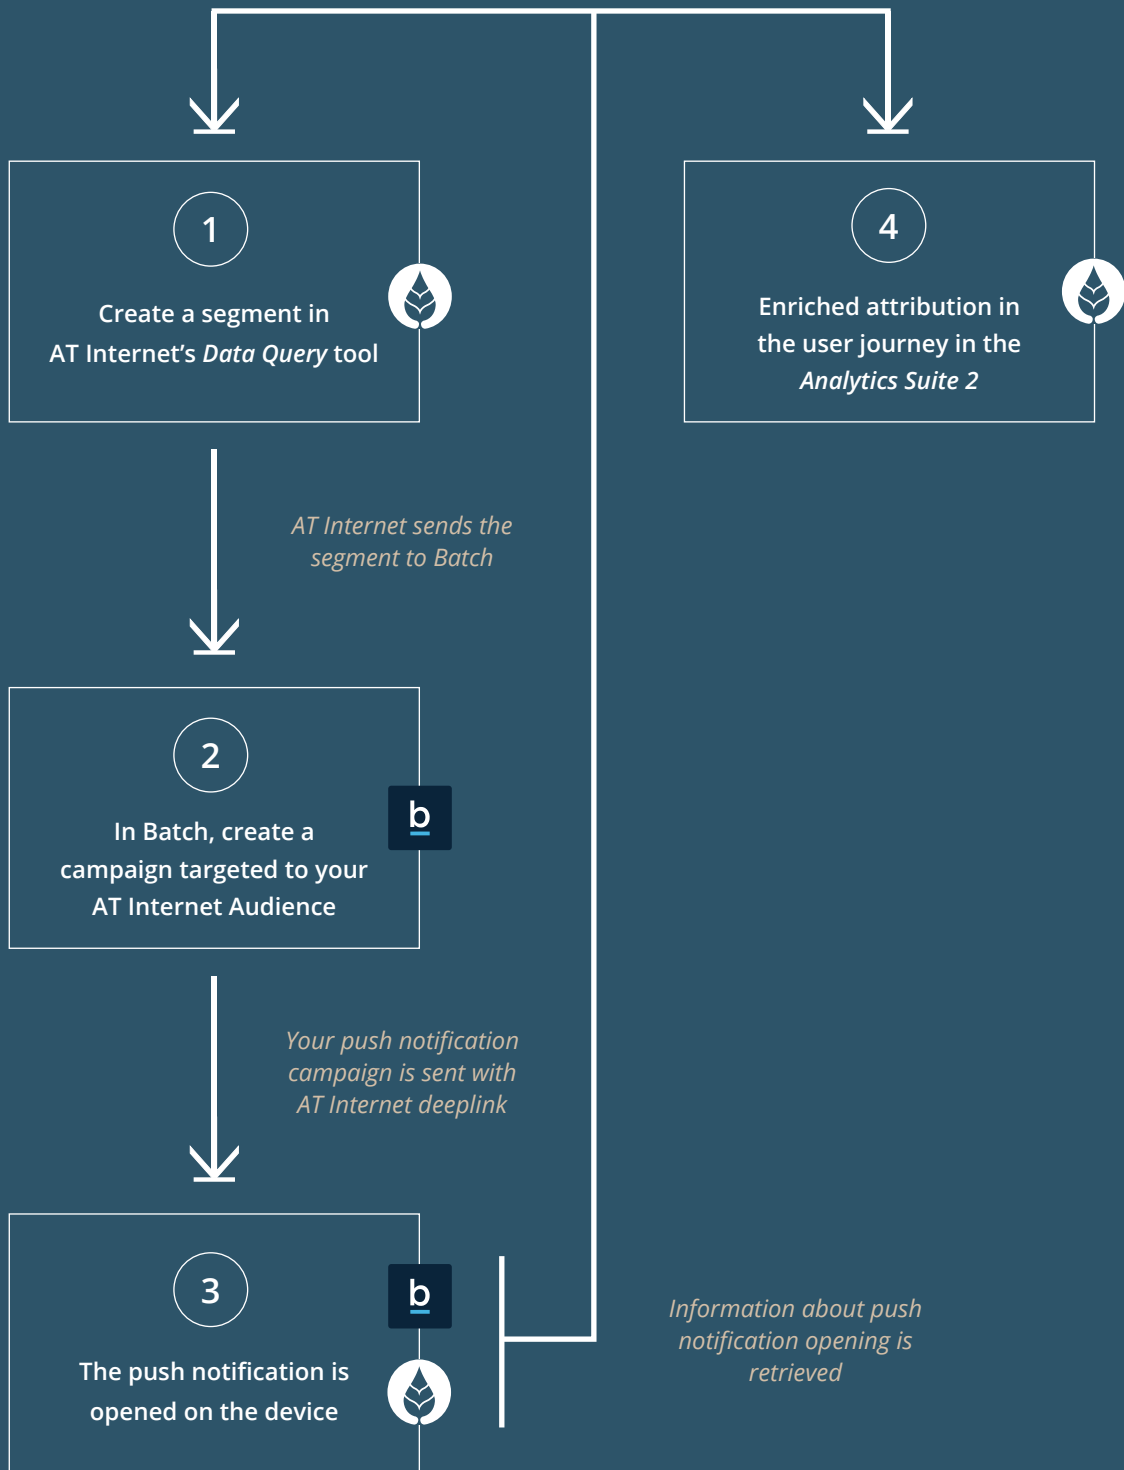 1
Create a segment in
AT Internet's Data Query tool
4
Enriched attribution in
the user journey in the
Analytics Suite 2
AT Internet sends the
segment to Batch
2
b
In Batch, create a
campaign targeted to your
AT Internet Audience
Your push notification
campaign is sent with
AT Internet deeplink
3
b
The push notification is
opened on the device
Information about push
notification opening is
retrieved